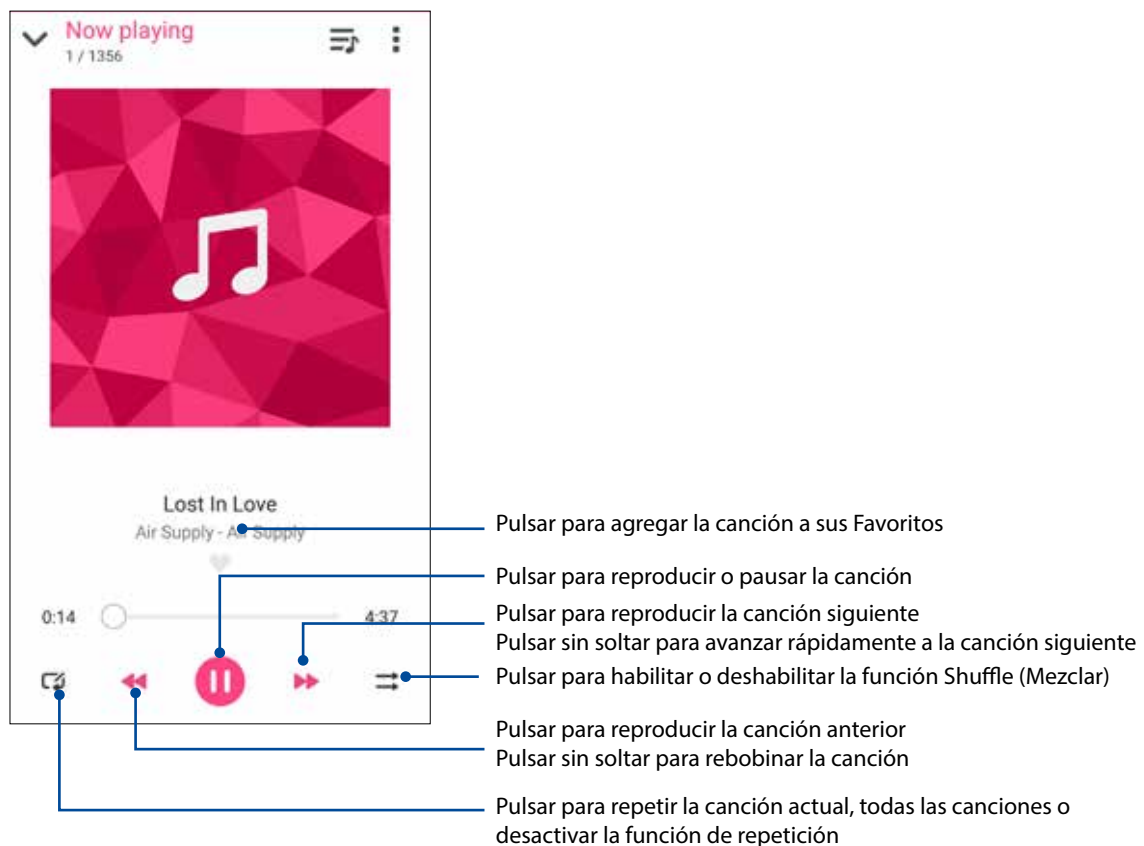 Now playing
1 / 1356
Lost In Love
Air Supply - Air Supply
0:14
4:37
Pulsar para agregar la canción a sus Favoritos
Pulsar para reproducir o pausar la canción
Pulsar para reproducir la canción siguiente
Pulsar sin soltar para avanzar rápidamente a la canción siguiente
Pulsar para habilitar o deshabilitar la función Shuffle (Mezclar)
Pulsar para reproducir la canción anterior
Pulsar sin soltar para rebobinar la canción
Pulsar para repetir la canción actual, todas las canciones o
desactivar la función de repetición